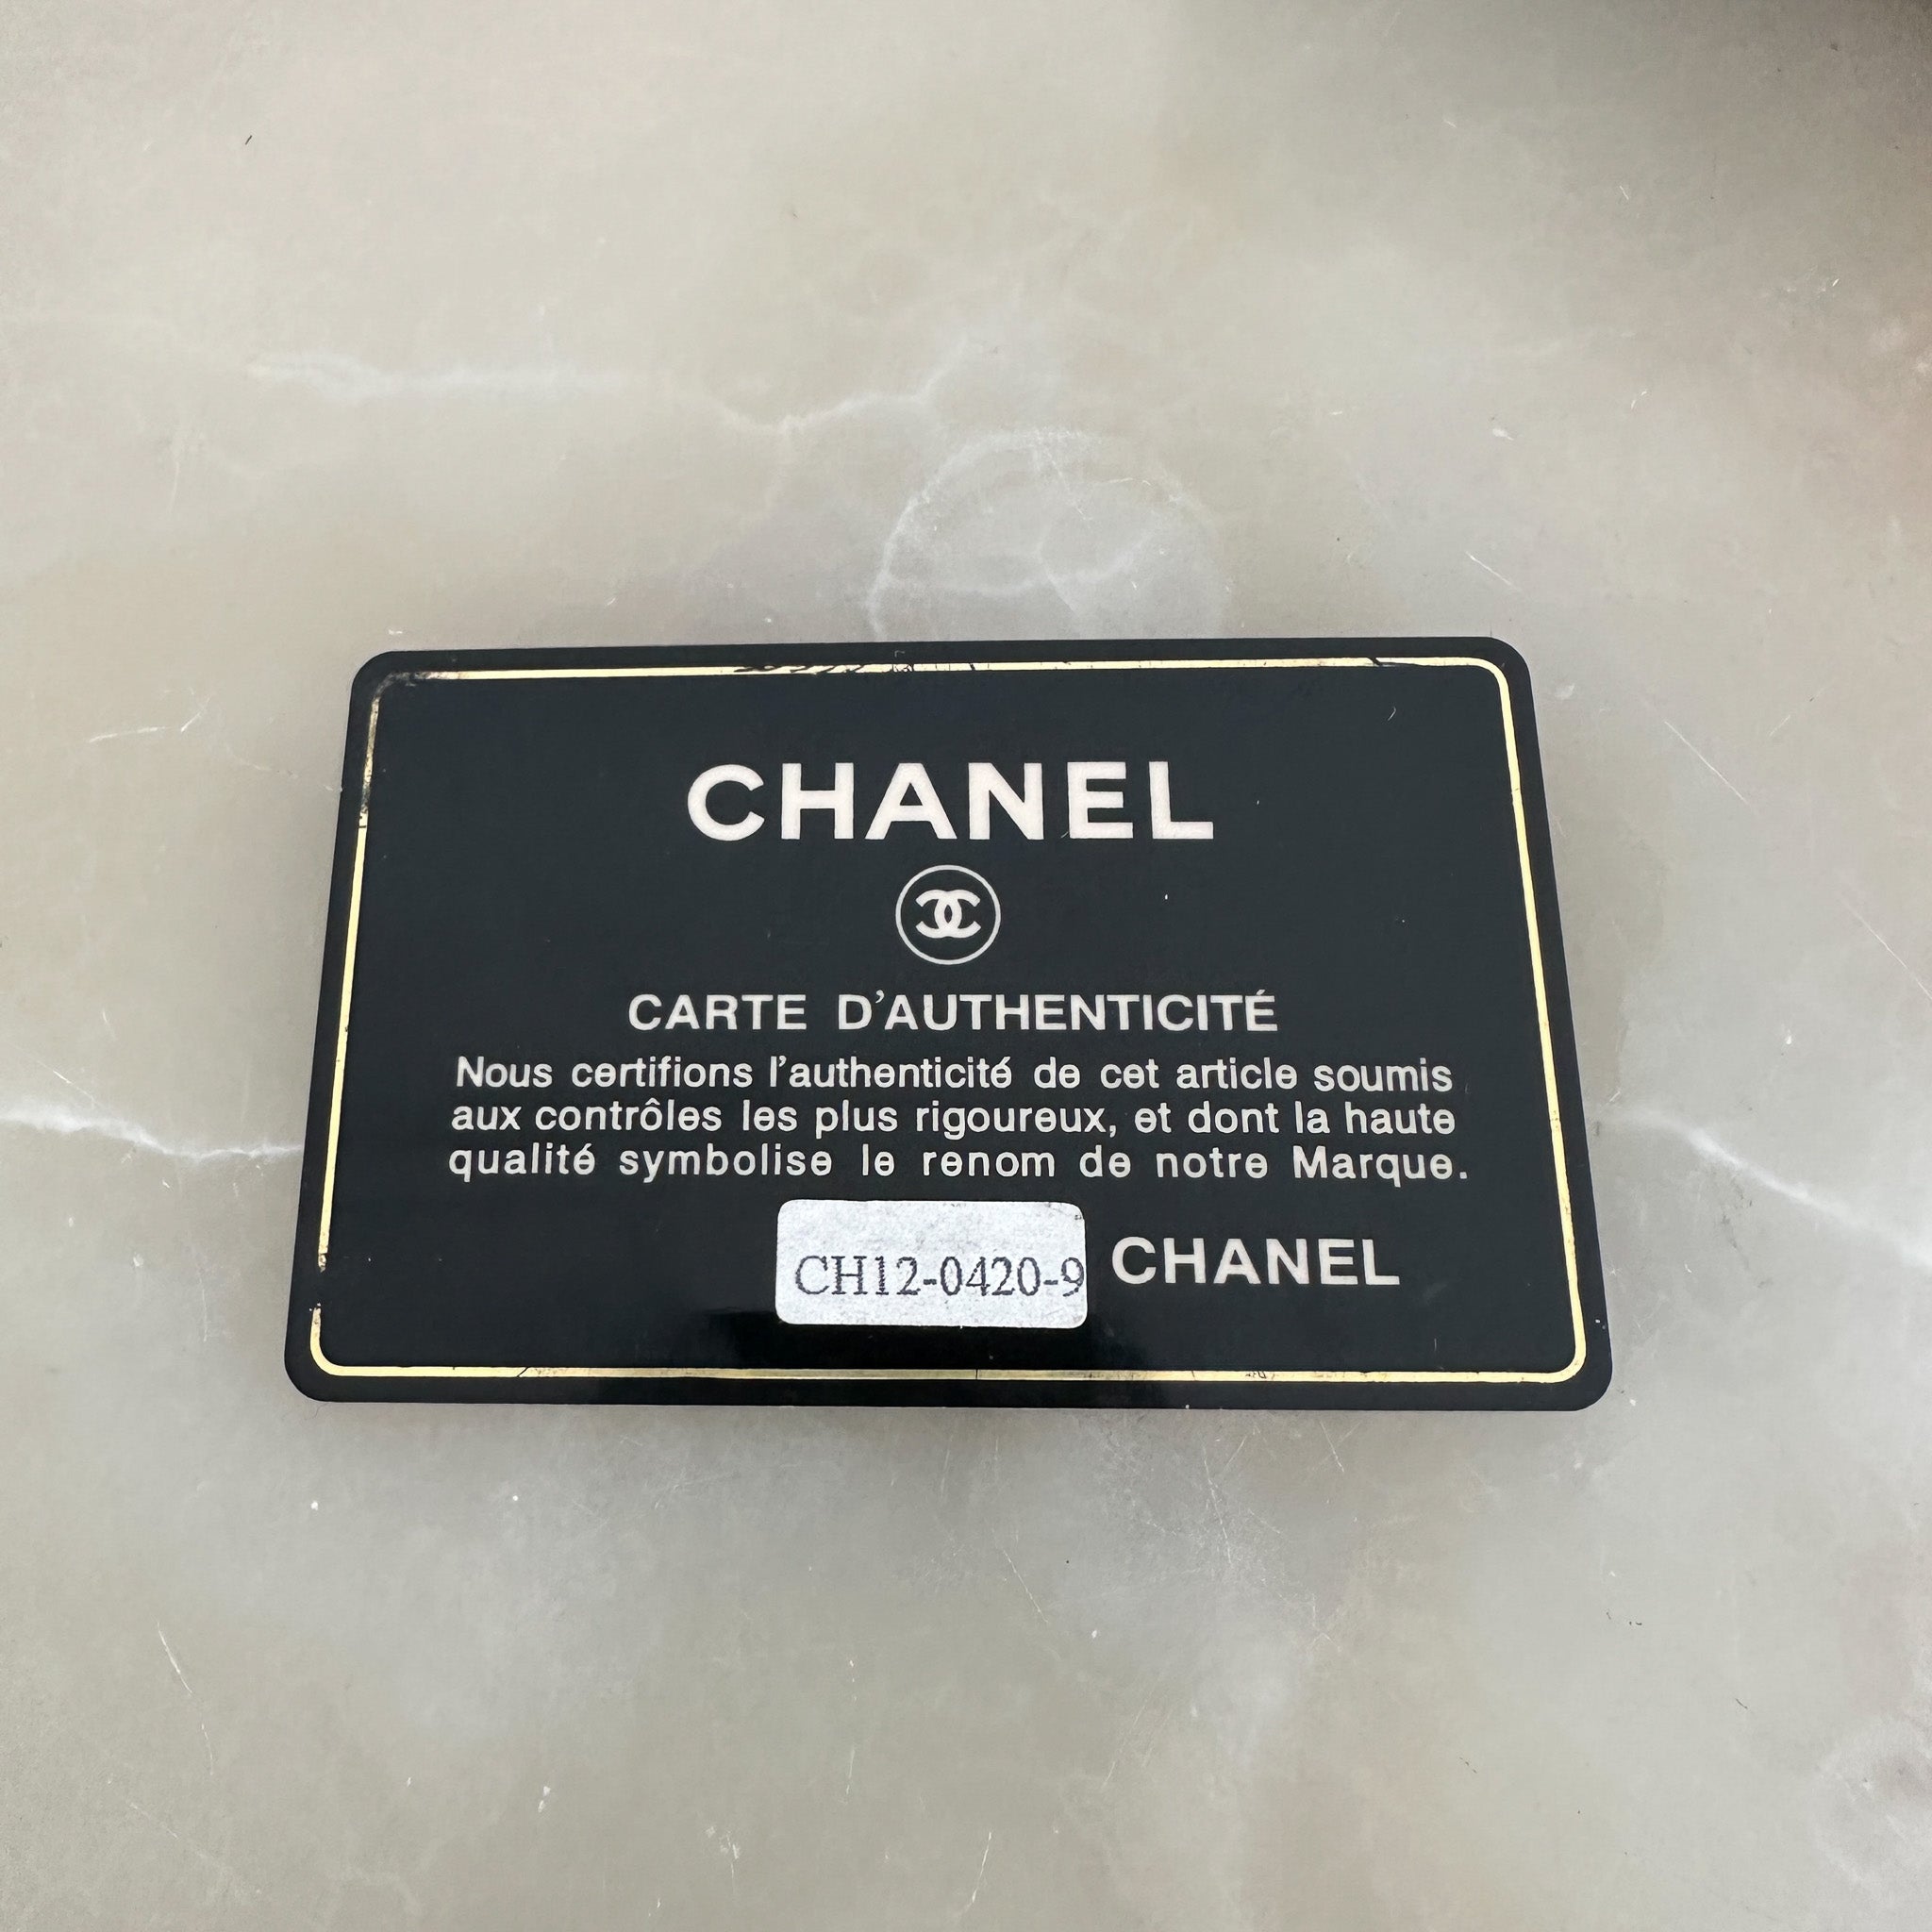 CHANEL
CARTE D'AUTHENTICITÉ
Nous certifions l'authenticité de cet article soumis
aux contrôles les plus rigoureux, et dont la haute
qualité symbolise le renom de notre Marque.
CH12-0420-9 CHANEL